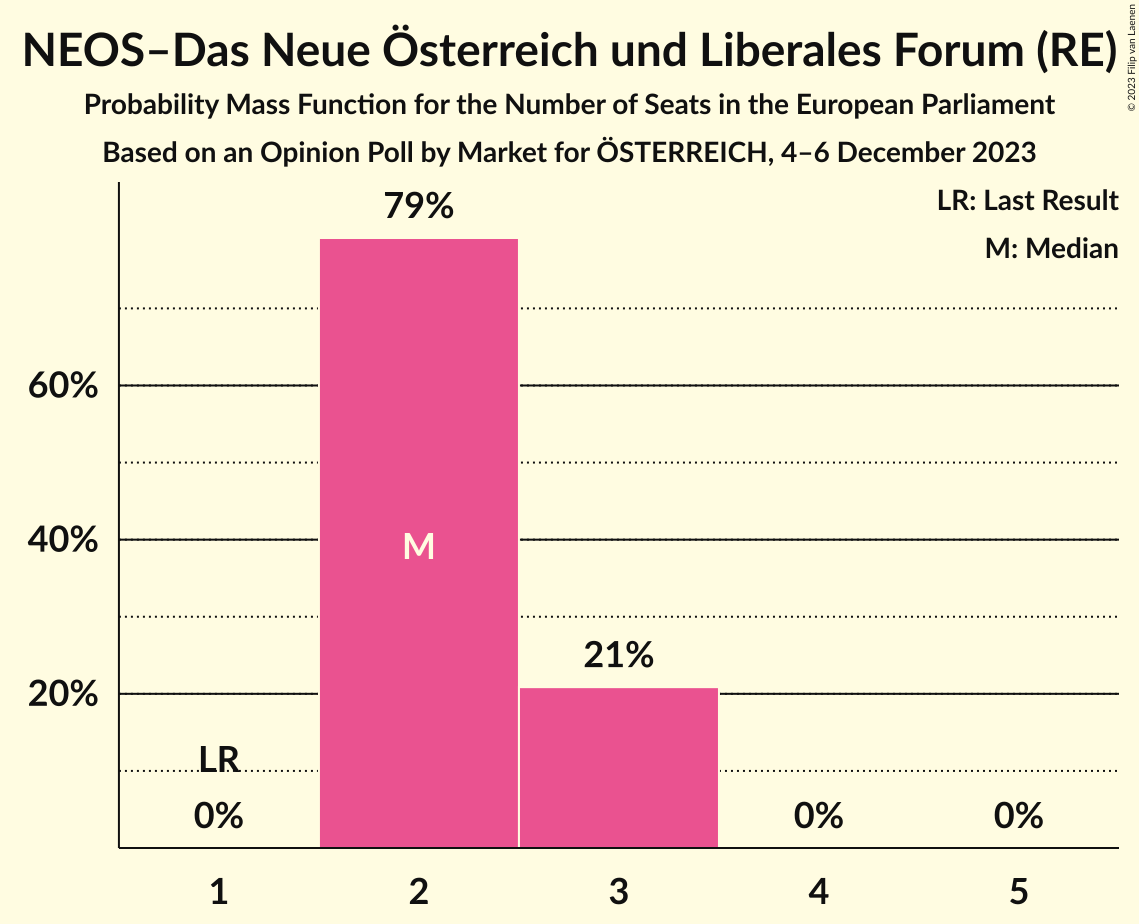 NEOS–Das Neue Österreich und Liberales Forum (RE)
© 2023 Filip van Laenen
Probability Mass Function for the Number of Seats in the European Parliament
Based on an Opinion Poll by Market for ÖSTERREICH, 4–6 December 2023
LR: Last Result
M: Median
79%
60%
40%
M
21%
20%
LR
0%
0%
0%
1
2
3
4
5